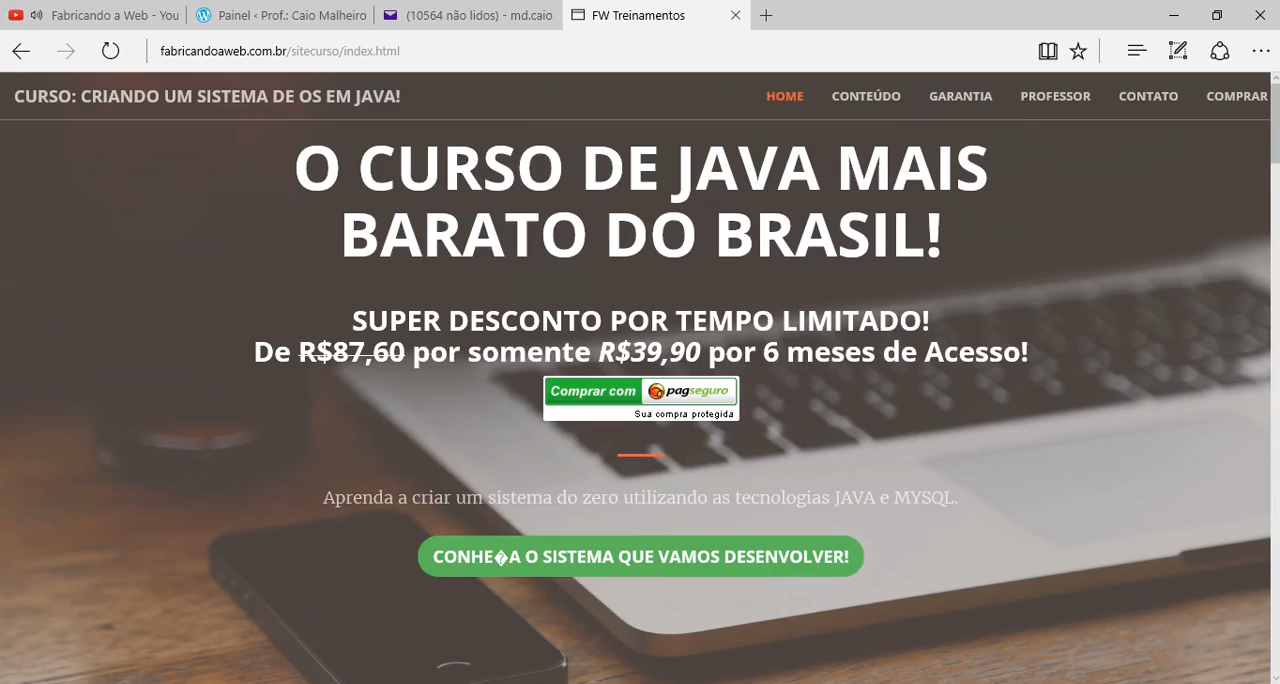 Fabricando a Web - You
Painel ‹ Prof.: Caio Malheiro
(10564 não lidos) - md.caio
FW Treinamentos
fabricandoaweb.com.br/sitecurso/index.html
CURSO: CRIANDO UM SISTEMA DE OS EM JAVA!
HOME CONTEÚDO GARANTIA PROFESSOR CONTATO COMPRAR
O CURSO DE JAVA MAIS
BARATO DO BRASIL!
SUPER DESCONTO POR TEMPO LIMITADO!
De R$87,60 por somente R$39,90 por 6 meses de Acesso!
Comprar com pagseguro
Sua compra protegida
Aprenda a criar um sistema do zero utilizando as tecnologias JAVA e MYSQL.
CONHE�A O SISTEMA QUE VAMOS DESENVOLVER!